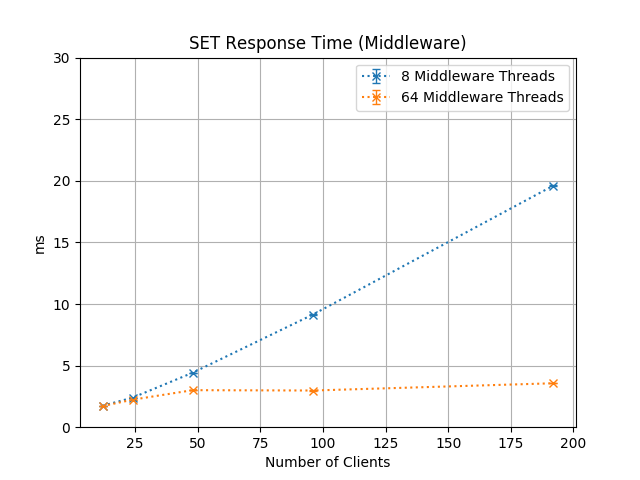 SET Response Time (Middleware)
8 Middleware Threads
64 Middleware Threads
30
25
20
15
10
5
0
ms
25 50 75 100 125 150 175 200
Number of Clients